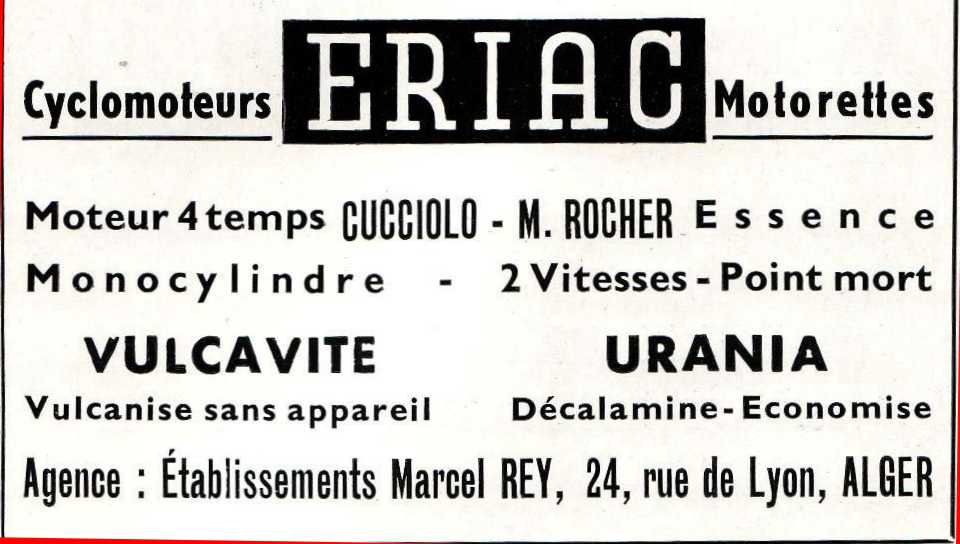 Cyclomoteurs ERIAC Motorettes
Moteur 4 temps CUCCIOLO - M. ROCHER Essence
Monocylindre - 2 Vitesses - Point mort
VULCAVITE URANIA
Vulcanise sans appareil Décalamine - Economise
Agence : Établissements Marcel REY, 24, rue de Lyon, ALGER